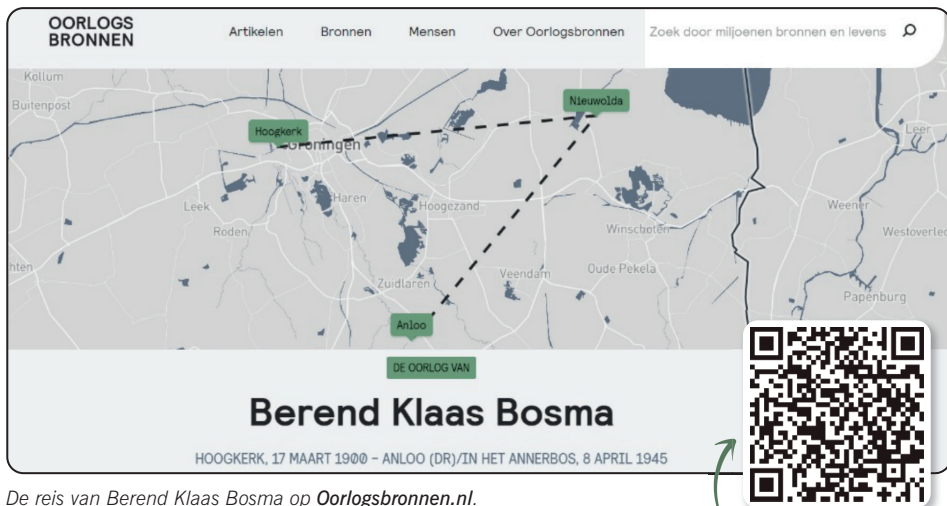 OORLOGS
BRONNEN
Artikelen Bronnen Mensen Over Oorlogsbronnen Zoek door miljoenen bronnen en levens
Kollum
Buitenpost
Nieuwolda
Hoogkerk
Groningen
Leer
Haren
Leek
Hoogezand
Weener
Roden
Winschoten
Westoverled
hten
Oude Pekela
Veendam
Zuidlaren
Papenburg
Anloo
DE OORLOG VAN
Berend Klaas Bosma
HOOGKERK, 17 MAART 1900 – ANLOO (DR)/IN HET ANNERBOS, 8 APRIL 1945
De reis van Berend Klaas Bosma op Oorlogsbronnen.nl.